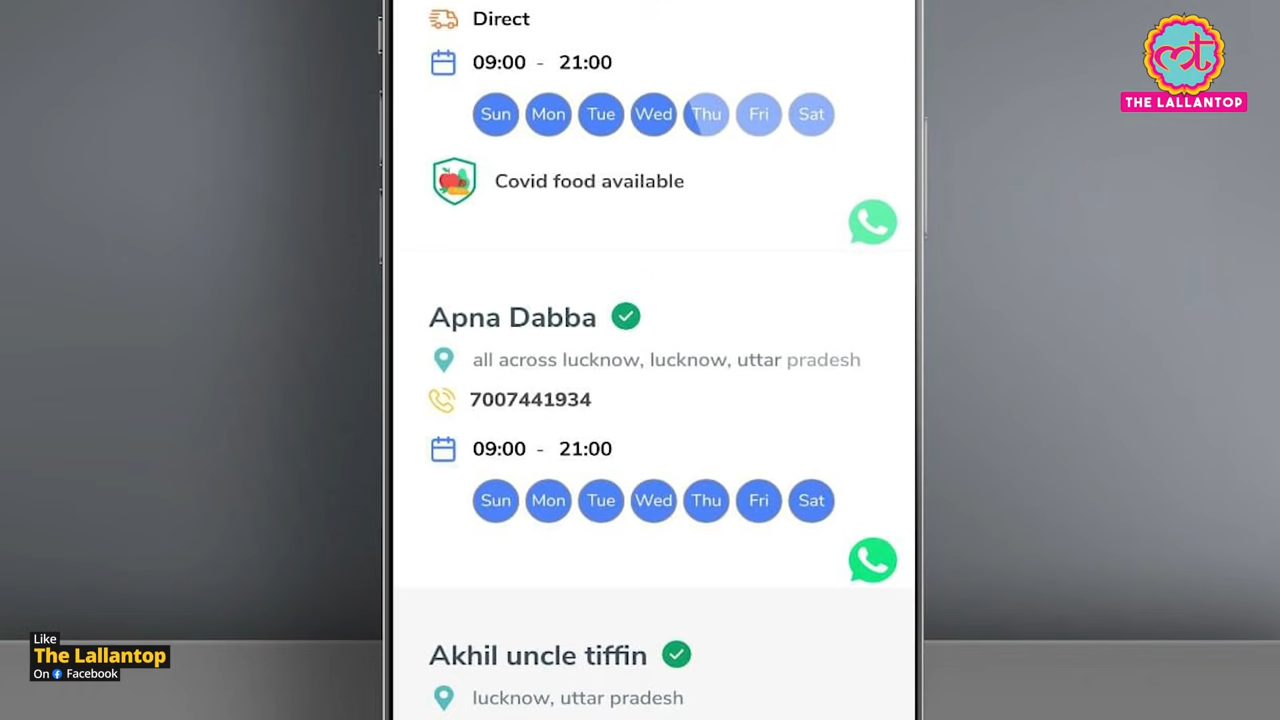 Direct
09:00 - 21:00
Sun Mon Tue Wed Thu Fri Sat
Covid food available
Apna Dabba
all across lucknow, lucknow, uttar pradesh
7007441934
09:00 - 21:00
Sun Mon Tue Wed Thu Fri Sat
Akhil uncle tiffin
lucknow, uttar pradesh
लt
THE LALLANTOP
Like
The Lallantop
On Facebook